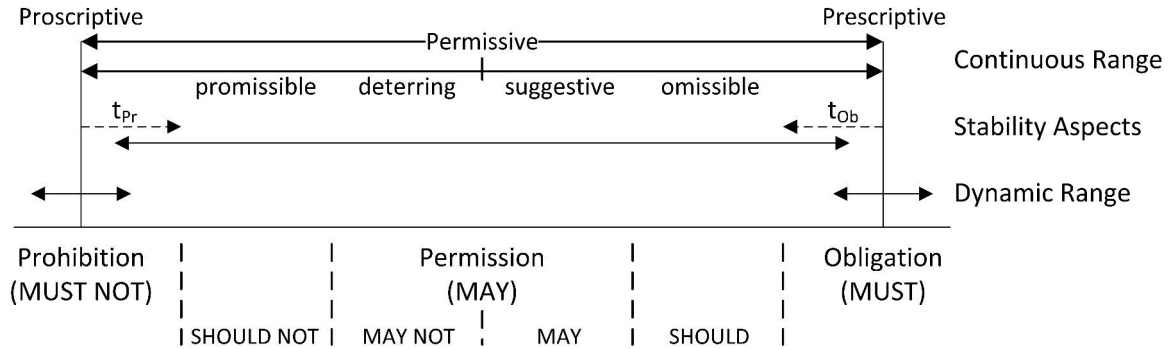 Proscriptive Prescriptive
Permissive
Continuous Range
promissible deterring suggestive omissible
tPr tOb Stability Aspects
Dynamic Range
Prohibition Permission Obligation
(MUST NOT) (MAY) (MUST)
SHOULD NOT MAY NOT MAY SHOULD